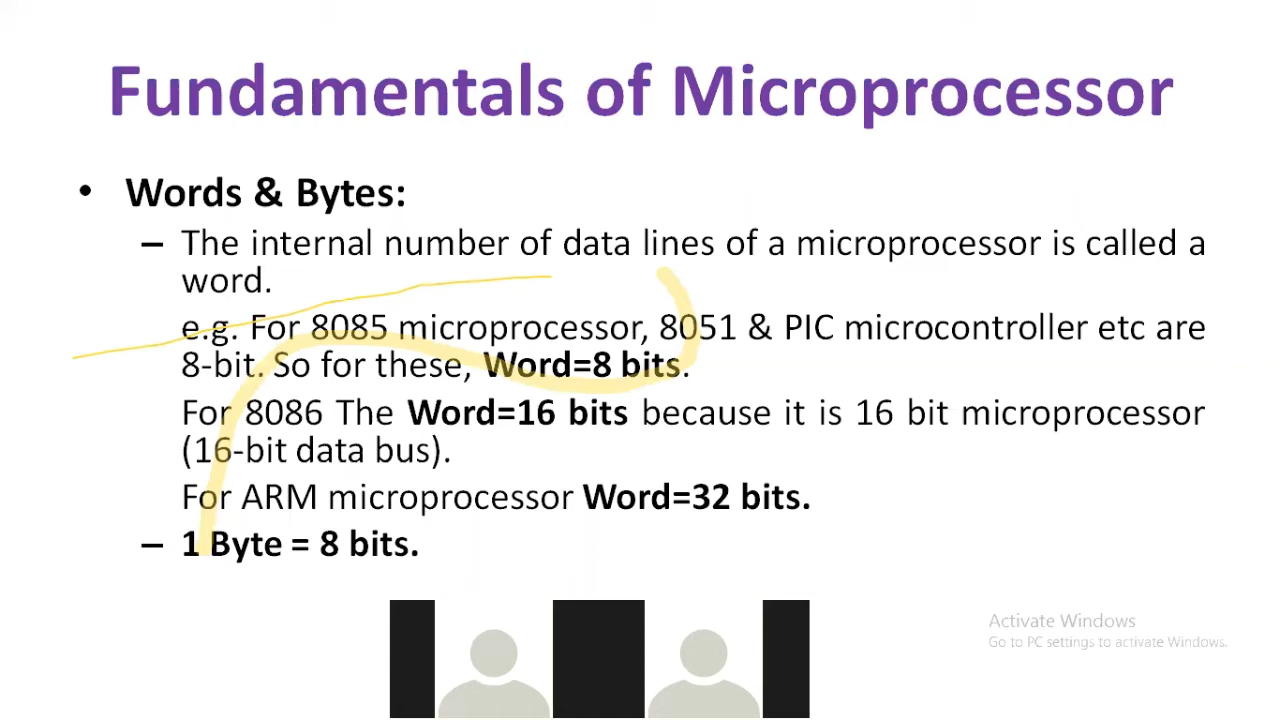 Fundamentals of Microprocessor
• Words & Bytes:
– The internal number of data lines of a microprocessor is called a
word.
e.g. For 8085 microprocessor, 8051 & PIC microcontroller etc are
8-bit. So for these, Word=8 bits.
For 8086 The Word=16 bits because it is 16 bit microprocessor
(16-bit data bus).
For ARM microprocessor Word=32 bits.
– 1 Byte = 8 bits.
Activate Windows
Go to PC settings to activate Windows.